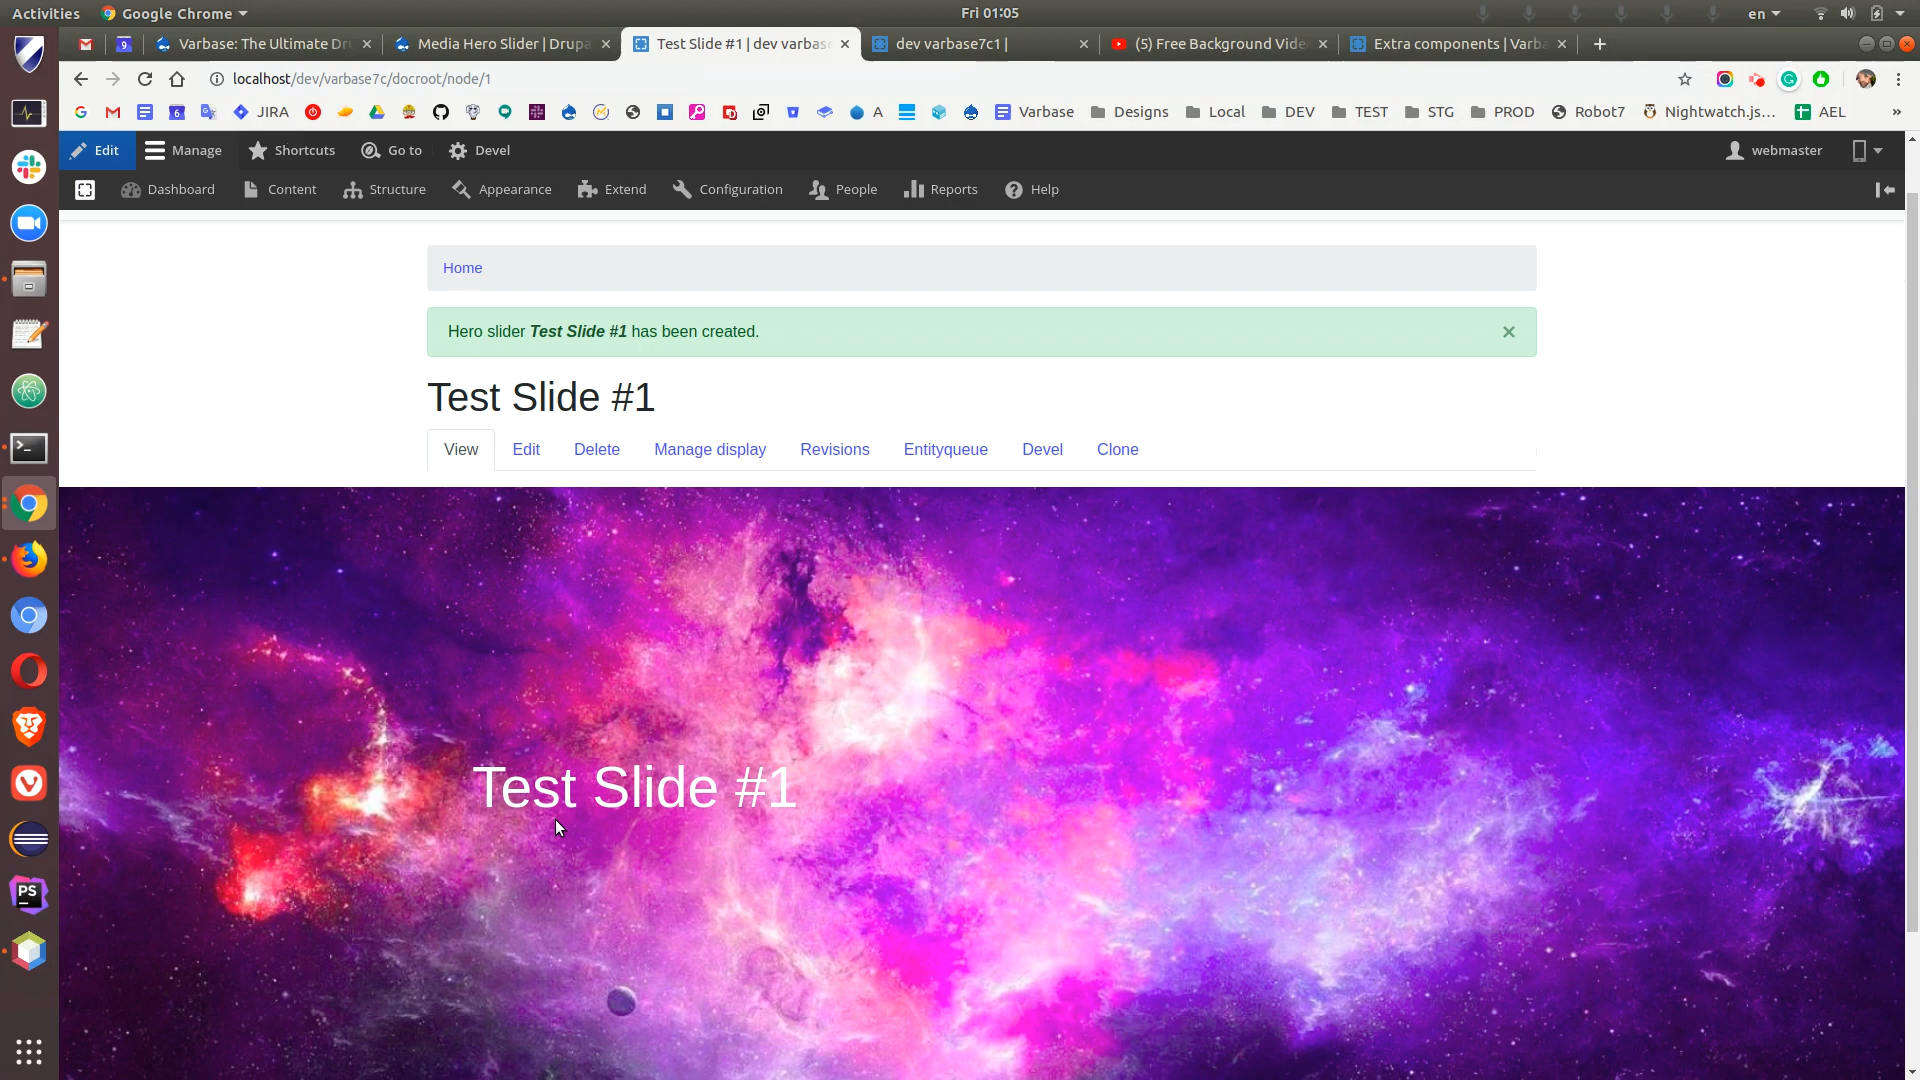 Activities Google Chrome Fri 01:05 en
9 Varbase: The Ultimate Dr Media Hero Slider | Drupa Test Slide #1 | dev varbase dev varbase7c1 | (5) Free Background Vide Extra components | Varba
localhost/dev/varbase7c/docroot/node/1
6 JIRA A Varbase Designs Local DEV TEST STG PROD Robot7 Nightwatch.js... AEL »
Edit Manage Shortcuts Go to Devel webmaster
Dashboard Content Structure Appearance Extend Configuration People Reports Help
Home
Hero slider Test Slide #1 has been created.
Test Slide #1
View Edit Delete Manage display Revisions Entityqueue Devel Clone
Test Slide #1
PS